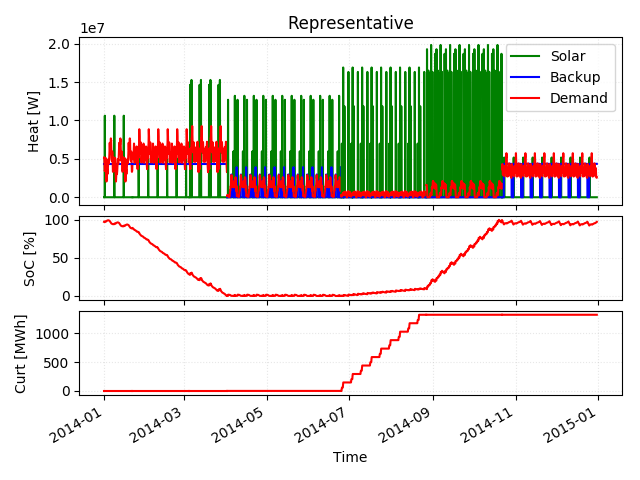 Representative
1e7
2.0
1.5
1.0
0.5
0.0
Heat [W]
Solar
Backup
Demand
100
50
0
SoC [%]
1000
500
0
Curt [MWh]
2014-01
2014-03
2014-05
2014-07
2014-09
2014-11
2015-01
Time